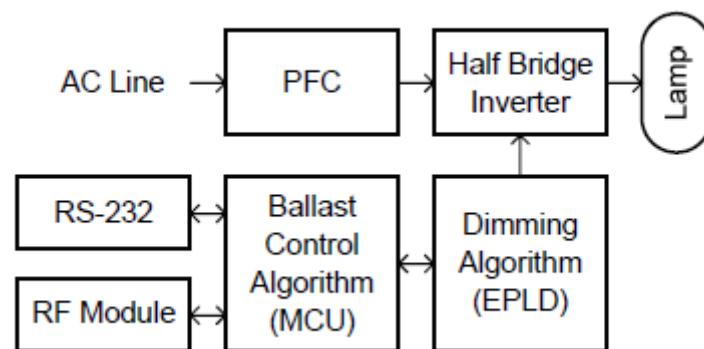 AC Line
PFC
Half Bridge
Inverter
Lamp
RS-232
RF Module
Ballast
Control
Algorithm
(MCU)
Dimming
Algorithm
(EPLD)